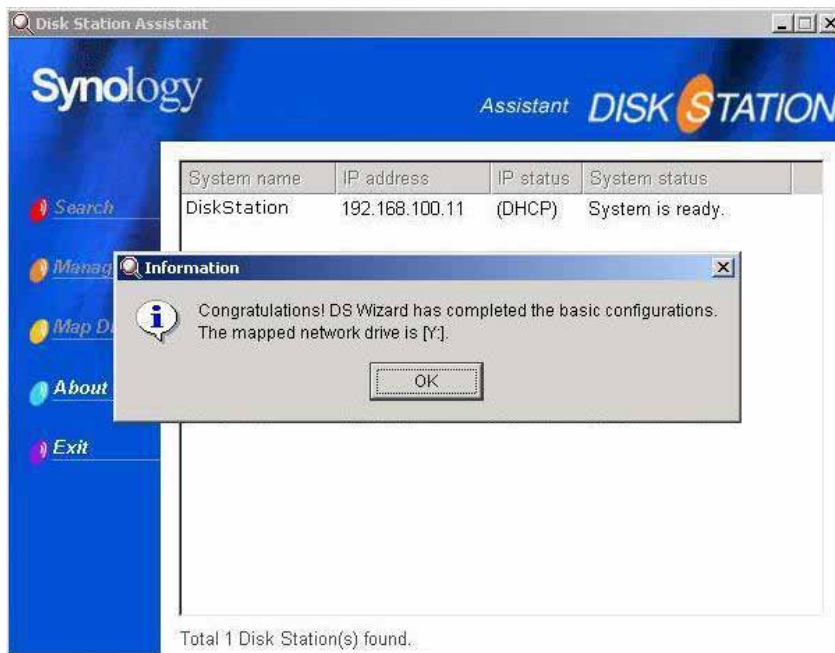 Disk Station Assistant
Synology
Assistant DISK STATION
System name IP address IP status System status
DiskStation 192.168.100.11 (DHCP) System is ready.
Search
Manag
Map D
About
Exit
Information
Congratulations! DS Wizard has completed the basic configurations.
The mapped network drive is [Y:].
OK
Total 1 Disk Station(s) found.